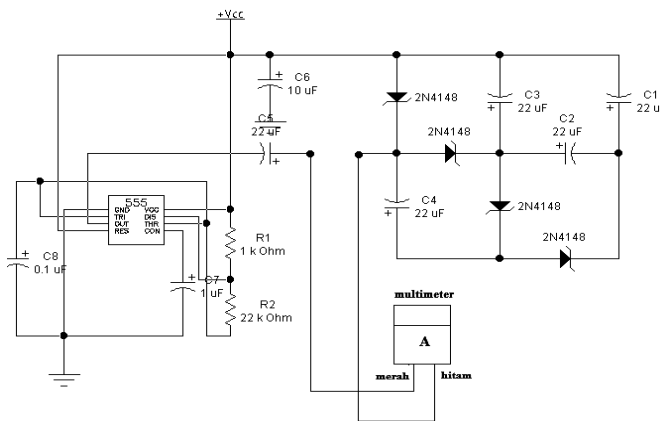 +Vcc
C6
10 uF
C5
22 uF
2N4148
C3
22 uF
C1
22 u
2N4148
C2
22 uF
C4
22 uF
2N4148
2N4148
555
GND VCC
TRI DIS
OUT THR
RES CON
R1
1 k Ohm
C8
0.1 uF
C7
1 uF
R2
22 k Ohm
multimeter
A
merah hitam